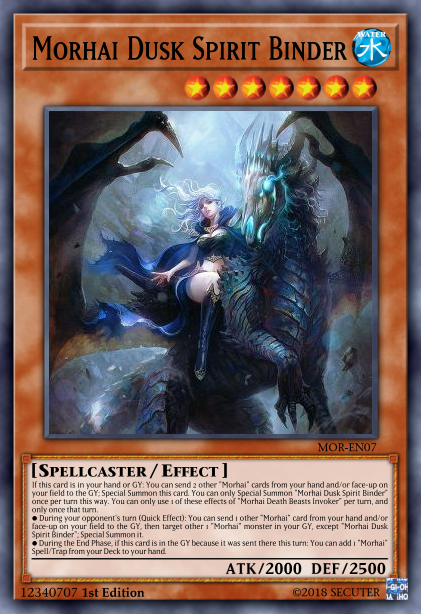 Morhai Dusk Spirit Binder
WATER
水
MOR-EN07
[Spellcaster / Effect]
If this card is in your hand or GY: You can send 2 other "Morhai" cards from your hand and/or face-up on
your field to the GY; Special Summon this card. You can only Special Summon "Morhai Dusk Spirit Binder"
once per turn this way. You can only use 1 of these effects of "Morhai Death Beasts Invoker" per turn, and
only once that turn.
● During your opponent's turn (Quick Effect): You can send 1 other "Morhai" card from your hand and/or
face-up on your field to the GY, then target other 1 "Morhai" monster in your GY, except "Morhai Dusk
Spirit Binder"; Special Summon it.
● During the End Phase, if this card is in the GY because it was sent there this turn: You can add 1 "Morhai"
Spell/Trap from your Deck to your hand.
ATK/2000 DEF/2500
12340707 1st Edition
©2018 SECUTER